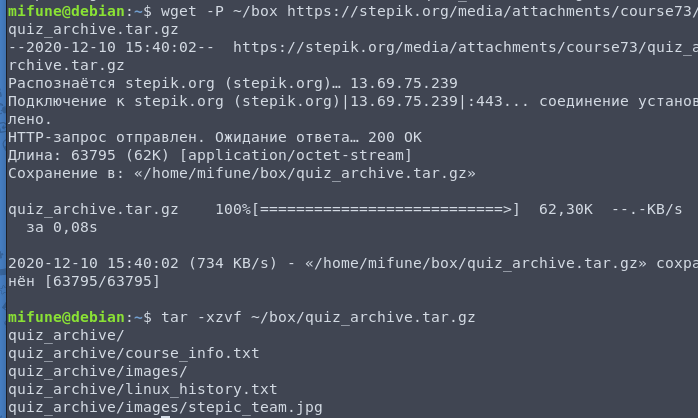 mifune@debian:~$ wget -P ~/box https://stepik.org/media/attachments/course73/
quiz_archive.tar.gz
--2020-12-10 15:40:02--  https://stepik.org/media/attachments/course73/quiz_a
rchive.tar.gz
Распознаётся stepik.org (stepik.org)… 13.69.75.239
Подключение к stepik.org (stepik.org)|13.69.75.239|:443... соединение установ
лено.
HTTP-запрос отправлен. Ожидание ответа… 200 OK
Длина: 63795 (62K) [application/octet-stream]
Сохранение в: «/home/mifune/box/quiz_archive.tar.gz»
quiz_archive.tar.gz    100%[===========================>]  62,30K  --.-KB/s
за 0,08s
2020-12-10 15:40:02 (734 KB/s) - «/home/mifune/box/quiz_archive.tar.gz» сохра
нён [63795/63795]
mifune@debian:~$ tar -xzvf ~/box/quiz_archive.tar.gz
quiz_archive/
quiz_archive/course_info.txt
quiz_archive/images/
quiz_archive/linux_history.txt
quiz_archive/images/stepic_team.jpg